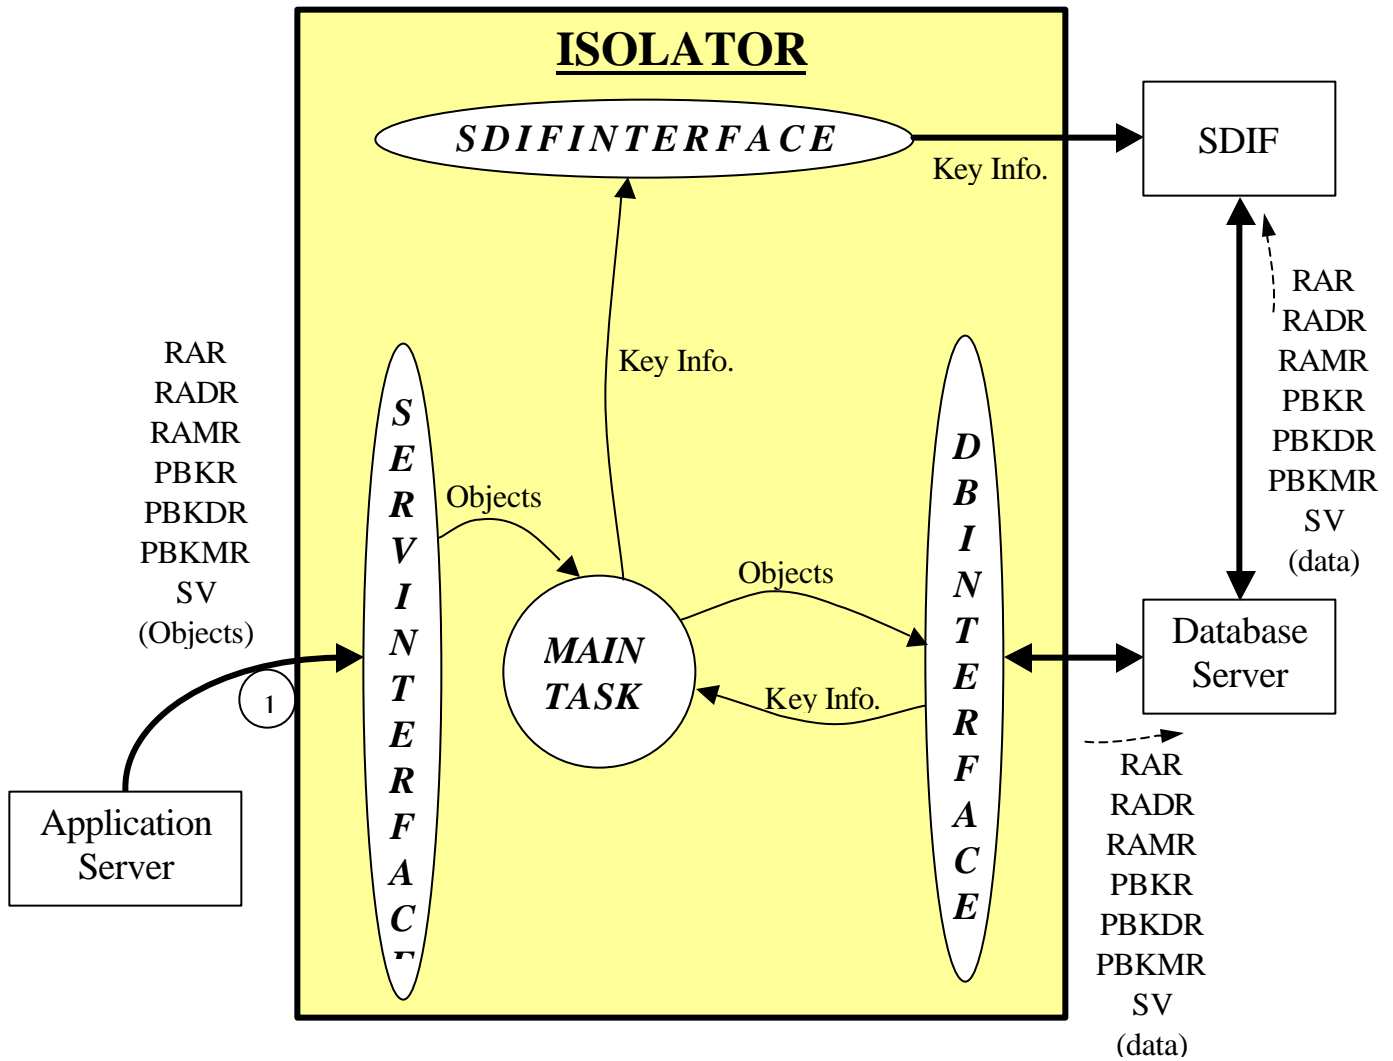 ISOLATOR
SDIFINTERFACE
SDIF
Key Info.
RAR
RADR
RAMR
PBKR
PBKDR
PBKMR
SV
(data)
Key Info.
RAR
RADR
RAMR
PBKR
PBKDR
PBKMR
SV
(Objects)
SERVINTERFACE
Objects
MAIN
TASK
Objects
Key Info.
DBINTERFACE
Database
Server
1
Application
Server
RAR
RADR
RAMR
PBKR
PBKDR
PBKMR
SV
(data)